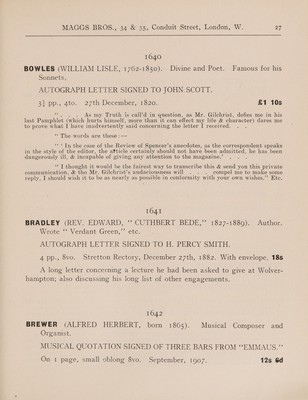 MAGGS BROS., 34 & 35, Conduit Street, London, W. 27
1640
BOWLES (WILLIAM LISLE, 1762-1850). Divine and Poet. Famous for his
Sonnets.
AUTOGRAPH LETTER SIGNED TO JOHN SCOTT.
3½ pp., 4to. 27th December, 1820. £1 10s
". . . As my Truth is call'd in question, as Mr. Gilchrist, defies me in his
last Pamphlet (which hurts himself, more than it can effect my life & character) dares me
to prove what I have inadvertently said concerning the letter I received. . .
"The words are these:—
"'In the case of the Review of Spencer's anecdotes, as the correspondent speaks
in the style of the editor, the article certainly should not have been admitted, he has been
dangerously ill, & incapable of giving any attention to the magazine.' . . .
"I thought it would be the fairest way to transcribe this & send you this private
communication, & tho Mr. Gilchrist's audaciousness will . . . compel me to make some
reply, I should wish it to be as nearly as possible in conformity with your own wishes." Etc.
1641
BRADLEY (REV. EDWARD, "CUTHBERT BEDE," 1827-1889). Author.
Wrote "Verdant Green," etc.
AUTOGRAPH LETTER SIGNED TO H. PERCY SMITH.
4 pp., 8vo. Stretton Rectory, December 27th, 1882. With envelope. 18s
A long letter concerning a lecture he had been asked to give at Wolver-
hampton; also discussing his long list of other engagements.
1642
BREWER (ALFRED HERBERT, born 1865). Musical Composer and
Organist.
MUSICAL QUOTATION SIGNED OF THREE BARS FROM "EMMAUS."
On 1 page, small oblong 8vo. September, 1907. 12s 6d